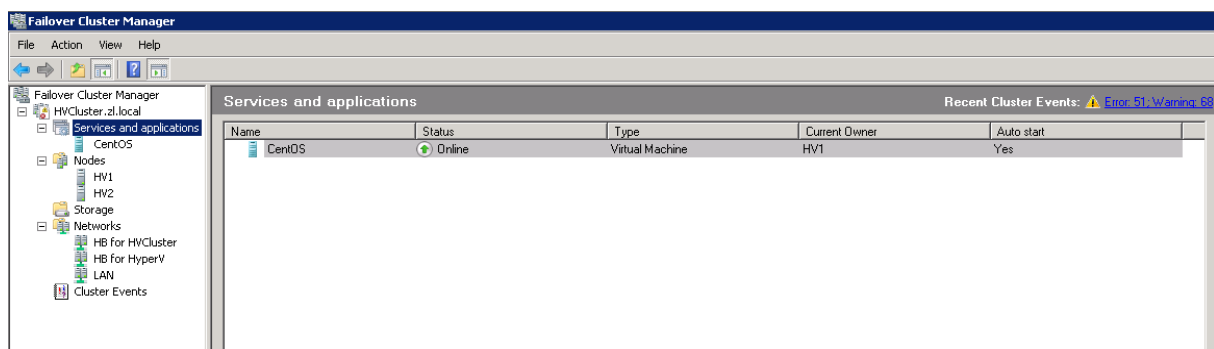 Failover Cluster Manager
File Action View Help
Failover Cluster Manager
HVCluster.zl.local
Services and applications
CentOS
Nodes
HV1
HV2
Storage
Networks
HB for HVCluster
HB for HyperV
LAN
Cluster Events
Services and applications Recent Cluster Events: Error: 51; Warning: 68
Name Status Type Current Owner Auto start
CentOS Online Virtual Machine HV1 Yes